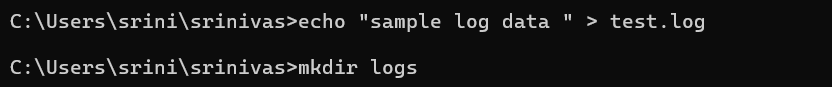 C:\Users\srini\srinivas>echo "sample log data " > test.log
C:\Users\srini\srinivas>mkdir logs